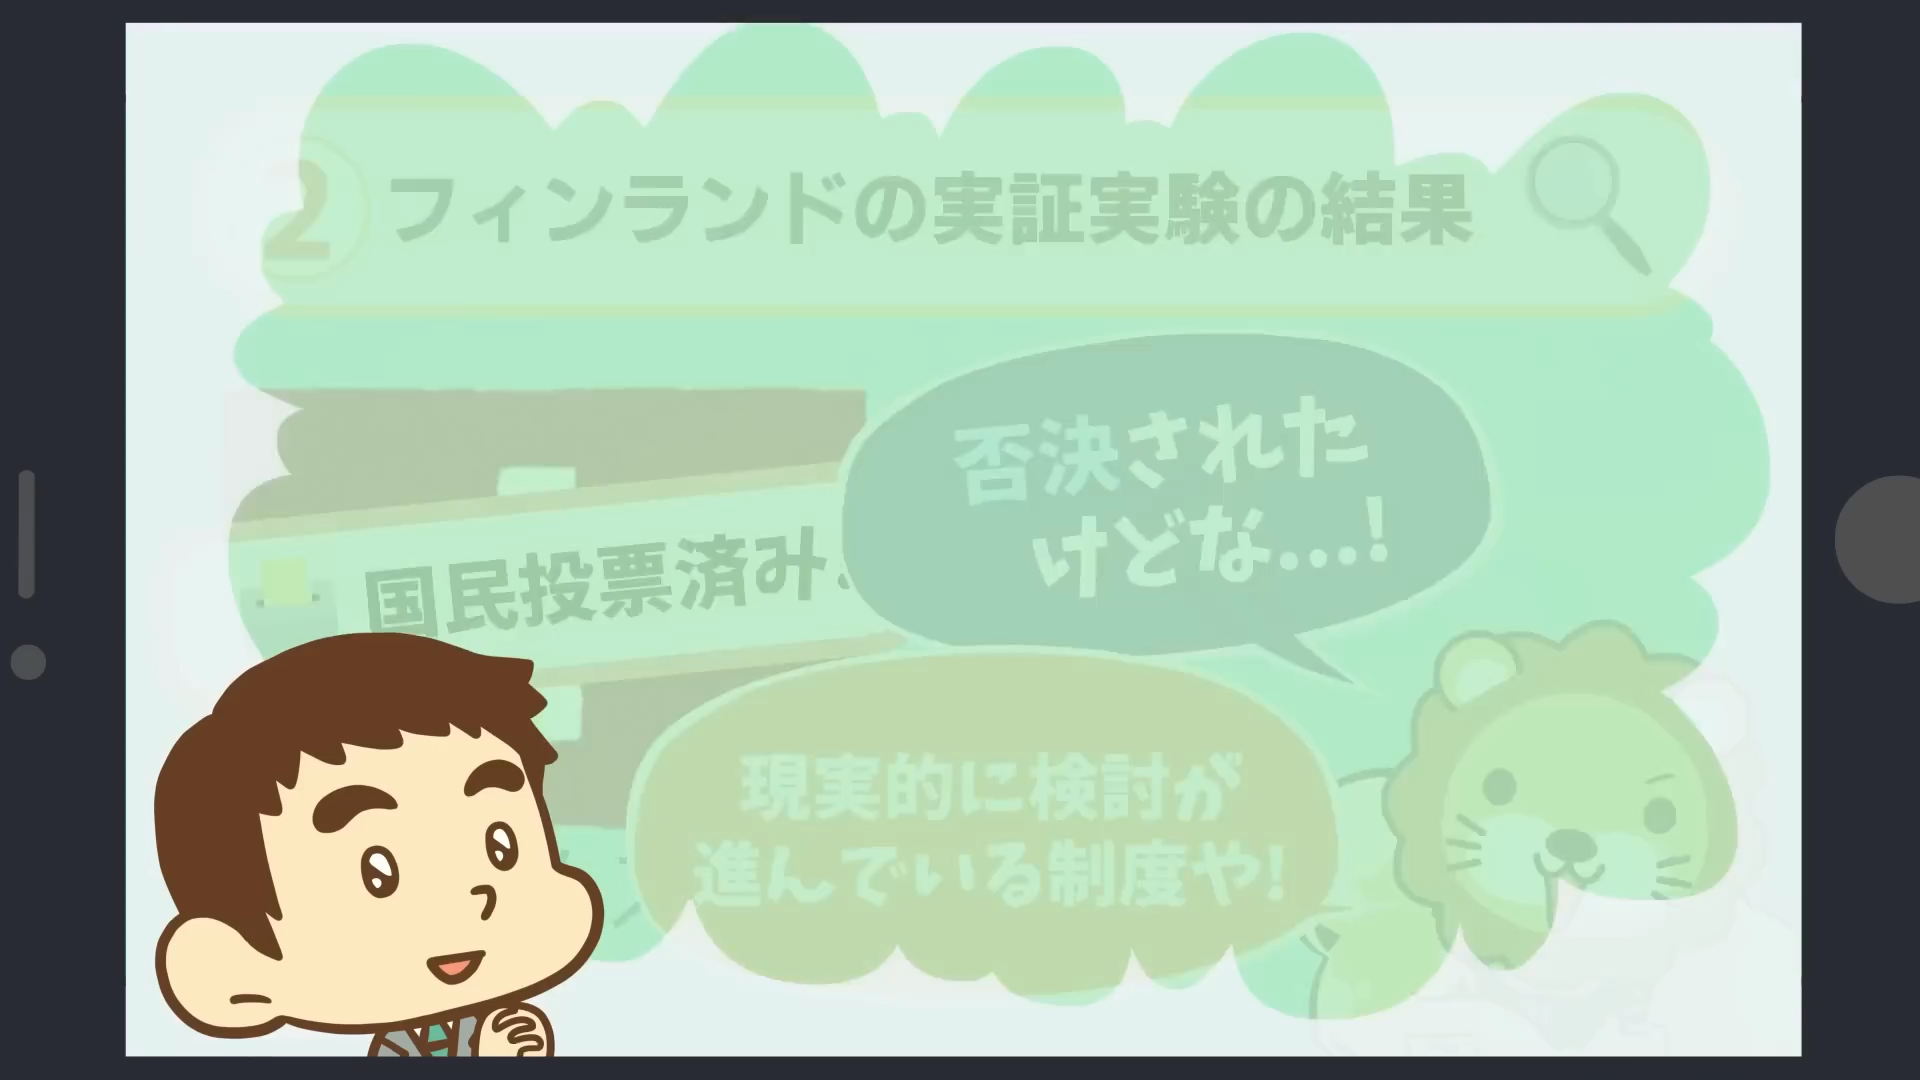 2 フィンランドの実証実験の結果
否決された
けどな...!
国民投票済み
現実的に検討が
進んでいる制度や!